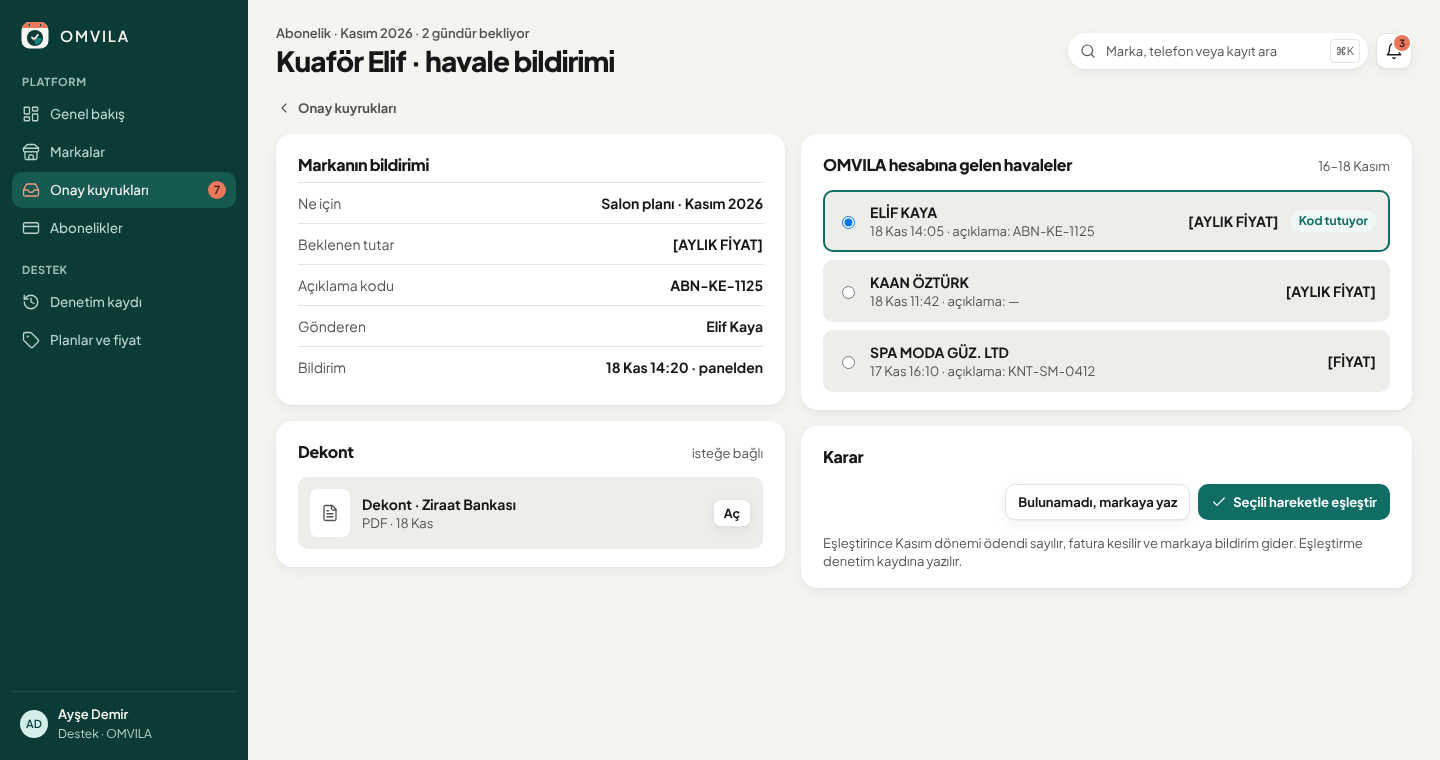 OMVILA
PLATFORM
Genel bakış
Markalar
Onay kuyrukları 7
Abonelikler
DESTEK
Denetim kaydı
Planlar ve fiyat
AD
Ayşe Demir
Destek · OMVILA
Abonelik · Kasım 2026 · 2 gündür bekliyor
Kuaför Elif · havale bildirimi
Marka, telefon veya kayıt ara ⌘K
3
Onay kuyrukları
Markanın bildirimi
Ne için Salon planı · Kasım 2026
Beklenen tutar [AYLIK FİYAT]
Açıklama kodu ABN-KE-1125
Gönderen Elif Kaya
Bildirim 18 Kas 14:20 · panelden
Dekont isteğe bağlı
Dekont · Ziraat Bankası
PDF · 18 Kas
Aç
OMVILA hesabına gelen havaleler 16–18 Kasım
ELİF KAYA
18 Kas 14:05 · açıklama: ABN-KE-1125
[AYLIK FİYAT] Kod tutuyor
KAAN ÖZTÜRK
18 Kas 11:42 · açıklama: —
[AYLIK FİYAT]
SPA MODA GÜZ. LTD
17 Kas 16:10 · açıklama: KNT-SM-0412
[FİYAT]
Karar
Bulunamadı, markaya yaz Seçili hareketle eşleştir
Eşleştirince Kasım dönemi ödendi sayılır, fatura kesilir ve markaya bildirim gider. Eşleştirme
denetim kaydına yazılır.